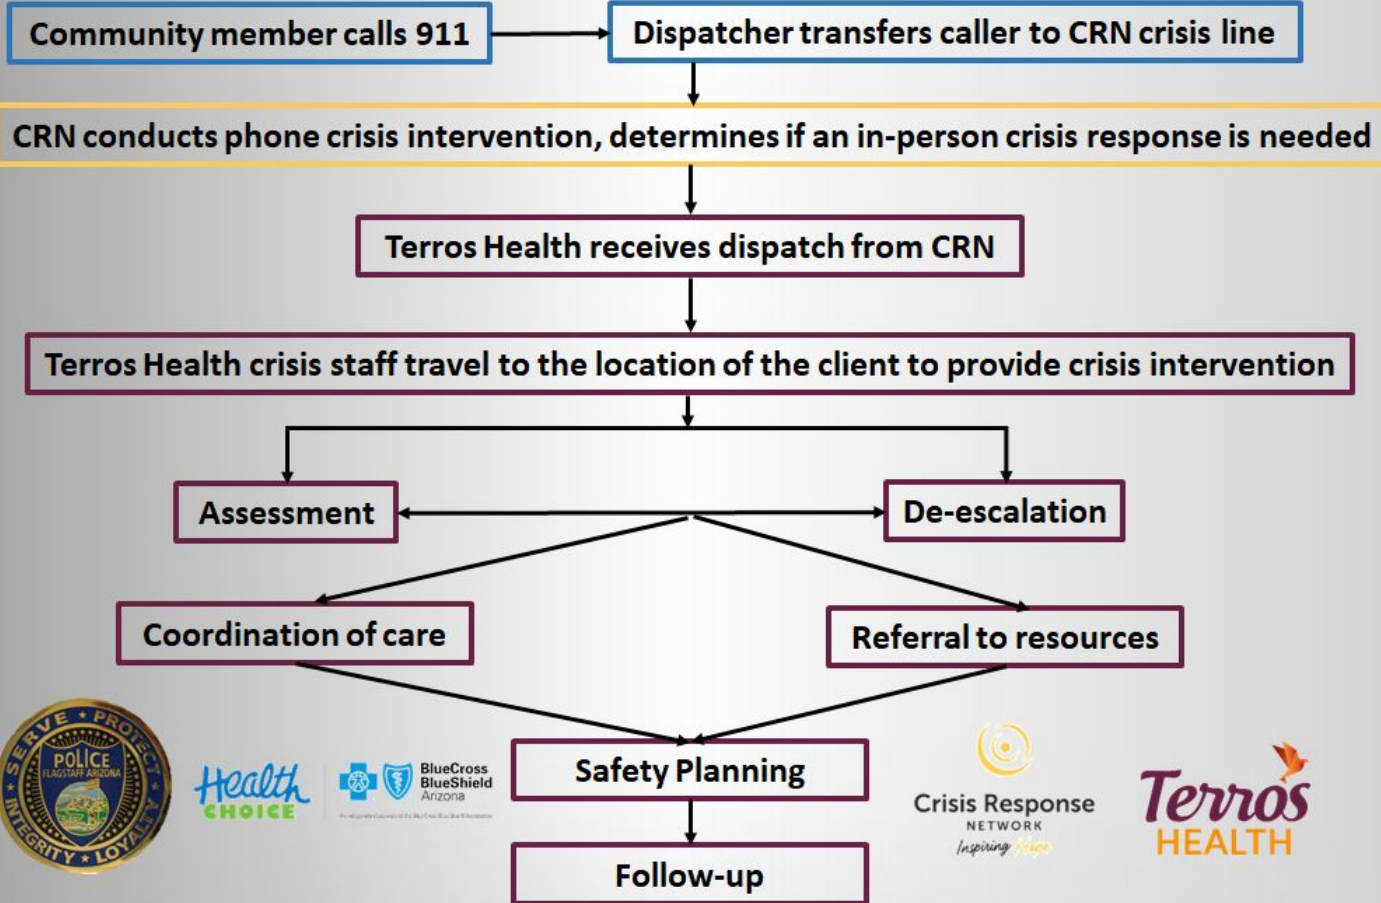 Community member calls 911
Dispatcher transfers caller to CRN crisis line
CRN conducts phone crisis intervention, determines if an in-person crisis response is needed
Terros Health receives dispatch from CRN
Terros Health crisis staff travel to the location of the client to provide crisis intervention
Assessment
De-escalation
Coordination of care
Referral to resources
Safety Planning
Follow-up
SERVE ★ PROTECT
INTEGRITY ★ LOYAL
POLICE
FLAGSTAFF ARIZONA
Health
CHOICE
BlueCross
BlueShield
Arizona
Crisis Response
NETWORK
Inspiring Hope
Terros
HEALTH